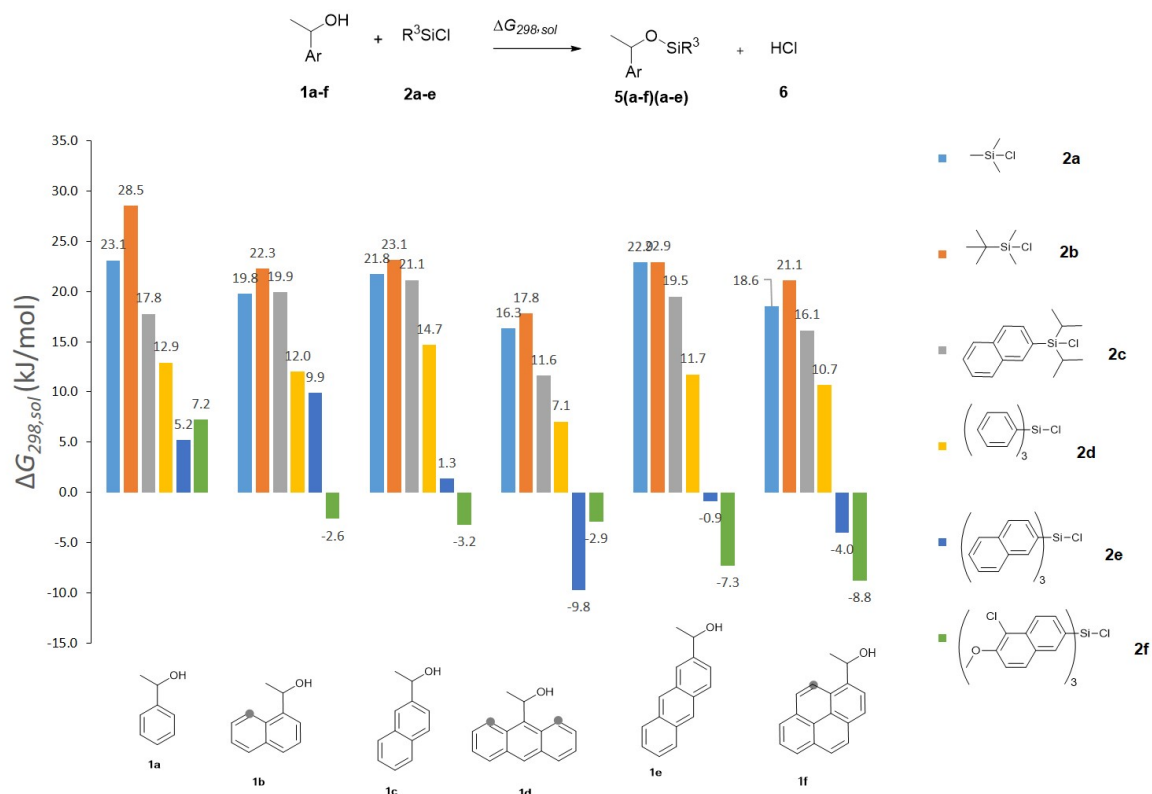 OH
Ar
1a-f
+
R³SiCl
2a-e
ΔG298,sol
O
SiR³
Ar
5(a-f)(a-e)
+
HCl
6
ΔG298,sol (kJ/mol)
35.0
30.0
25.0
20.0
15.0
10.0
5.0
0.0
-5.0
-10.0
-15.0
23.1
28.5
17.8
12.9
5.2
7.2
19.8
22.3
19.9
12.0
9.9
-2.6
21.8
23.1
21.1
14.7
1.3
-3.2
16.3
17.8
11.6
7.1
-9.8
-2.9
22.9
19.5
11.7
-0.9
-7.3
18.6
21.1
16.1
10.7
-4.0
-8.8
OH
1a
OH
1b
OH
1c
OH
1d
OH
1e
OH
1f
Si Cl
2a
Si Cl
2b
Si Cl
2c
( )3 Si Cl
2d
( )3 Si Cl
2e
Cl
O
( )3 Si Cl
2f